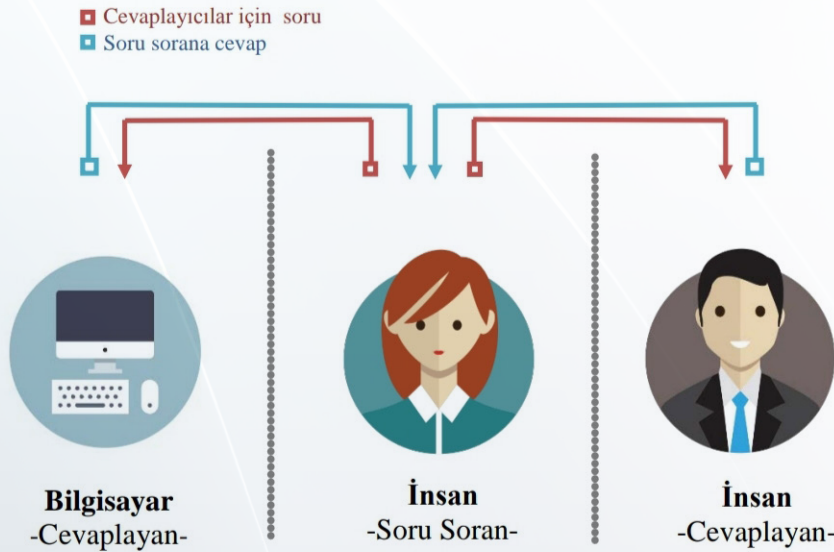 Cevaplayıcılar için soru
Soru sorana cevap
Bilgisayar
-Cevaplayan-
İnsan
-Soru Soran-
İnsan
-Cevaplayan-